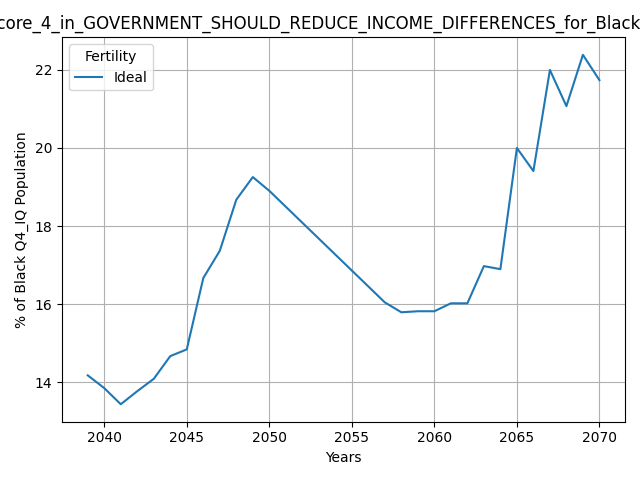 core_4_in_GOVERNMENT_SHOULD_REDUCE_INCOME_DIFFERENCES_for_Black
Fertility
Ideal
22
20
18
16
14
% of Black Q4_IQ Population
2040 2045 2050 2055 2060 2065 2070
Years